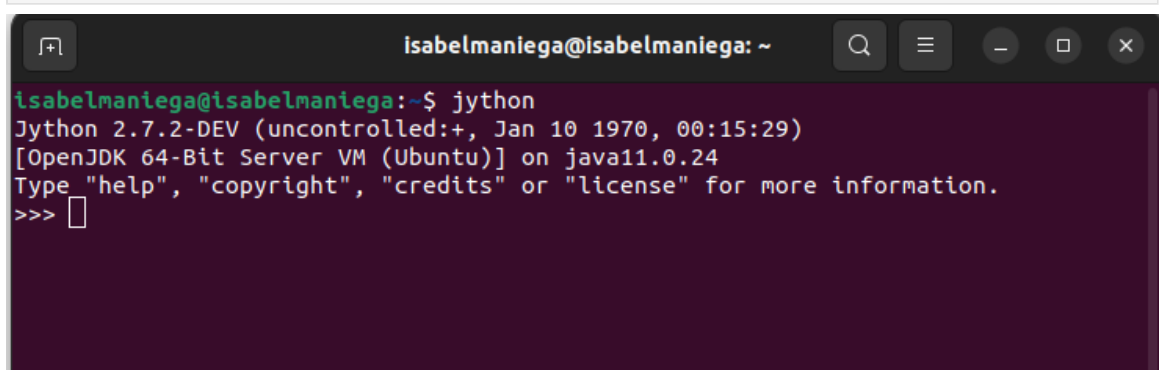 isabelmaniega@isabelmaniega: ~
isabelmaniega@isabelmaniega:~$ jython
Jython 2.7.2-DEV (uncontrolled:+, Jan 10 1970, 00:15:29)
[OpenJDK 64-Bit Server VM (Ubuntu)] on java11.0.24
Type "help", "copyright", "credits" or "license" for more information.
>>>